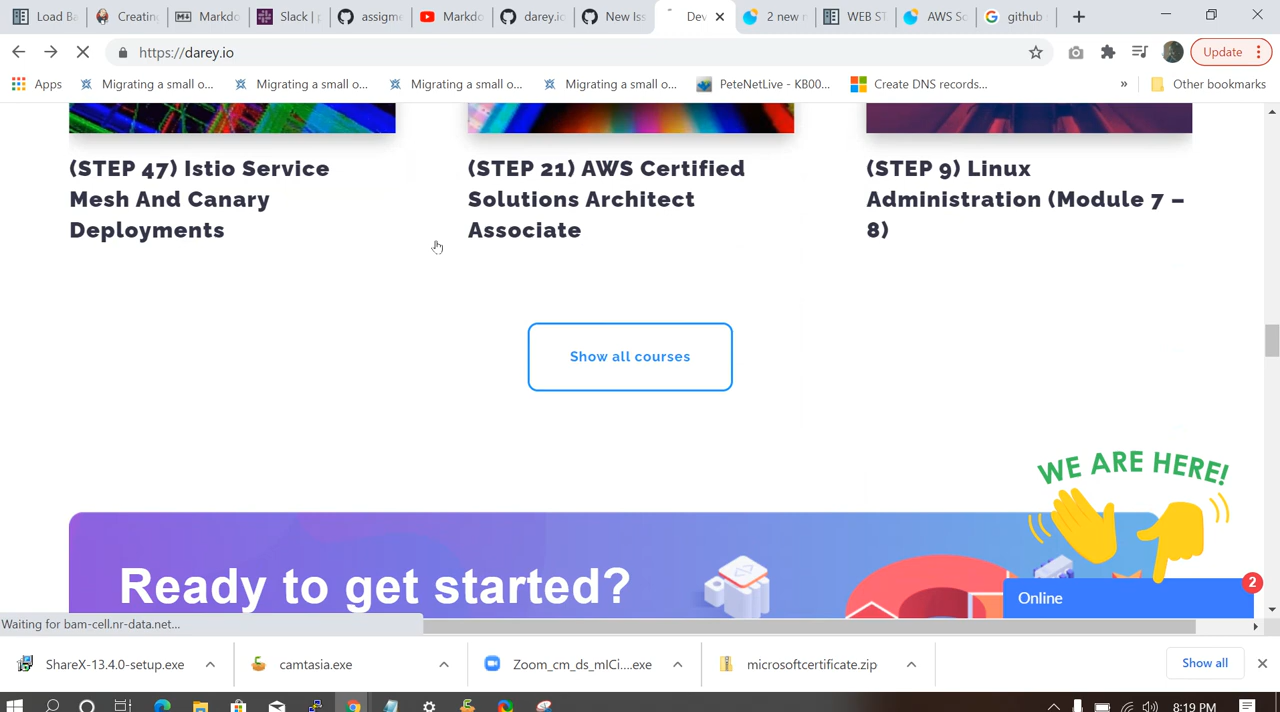 Load Ba
Creating
Markdo
Slack | p
assigme
Markdo
darey.io
New Iss
Dev
2 new n
WEB ST
AWS So
github
https://darey.io
Update
Apps
Migrating a small o...
Migrating a small o...
Migrating a small o...
Migrating a small o...
PeteNetLive - KB00...
Create DNS records...
»
Other bookmarks
(STEP 47) Istio Service
Mesh And Canary
Deployments
(STEP 21) AWS Certified
Solutions Architect
Associate
(STEP 9) Linux
Administration (Module 7 –
8)
Show all courses
WE ARE HERE!
Ready to get started?
Online
2
Waiting for bam-cell.nr-data.net...
ShareX-13.4.0-setup.exe
camtasia.exe
Zoom_cm_ds_mICi....exe
microsoftcertificate.zip
Show all
8:19 PM